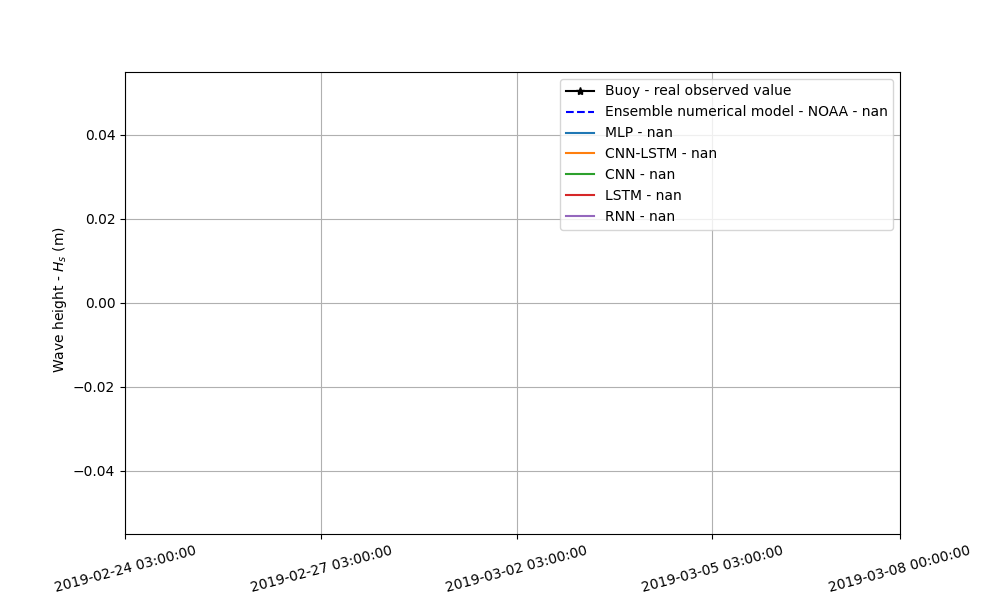 Buoy - real observed value
Ensemble numerical model - NOAA - nan
MLP - nan
CNN-LSTM - nan
CNN - nan
LSTM - nan
RNN - nan
0.04
0.02
0.00
−0.02
−0.04
Wave height - Hs (m)
2019-02-24 03:00:00
2019-02-27 03:00:00
2019-03-02 03:00:00
2019-03-05 03:00:00
2019-03-08 00:00:00